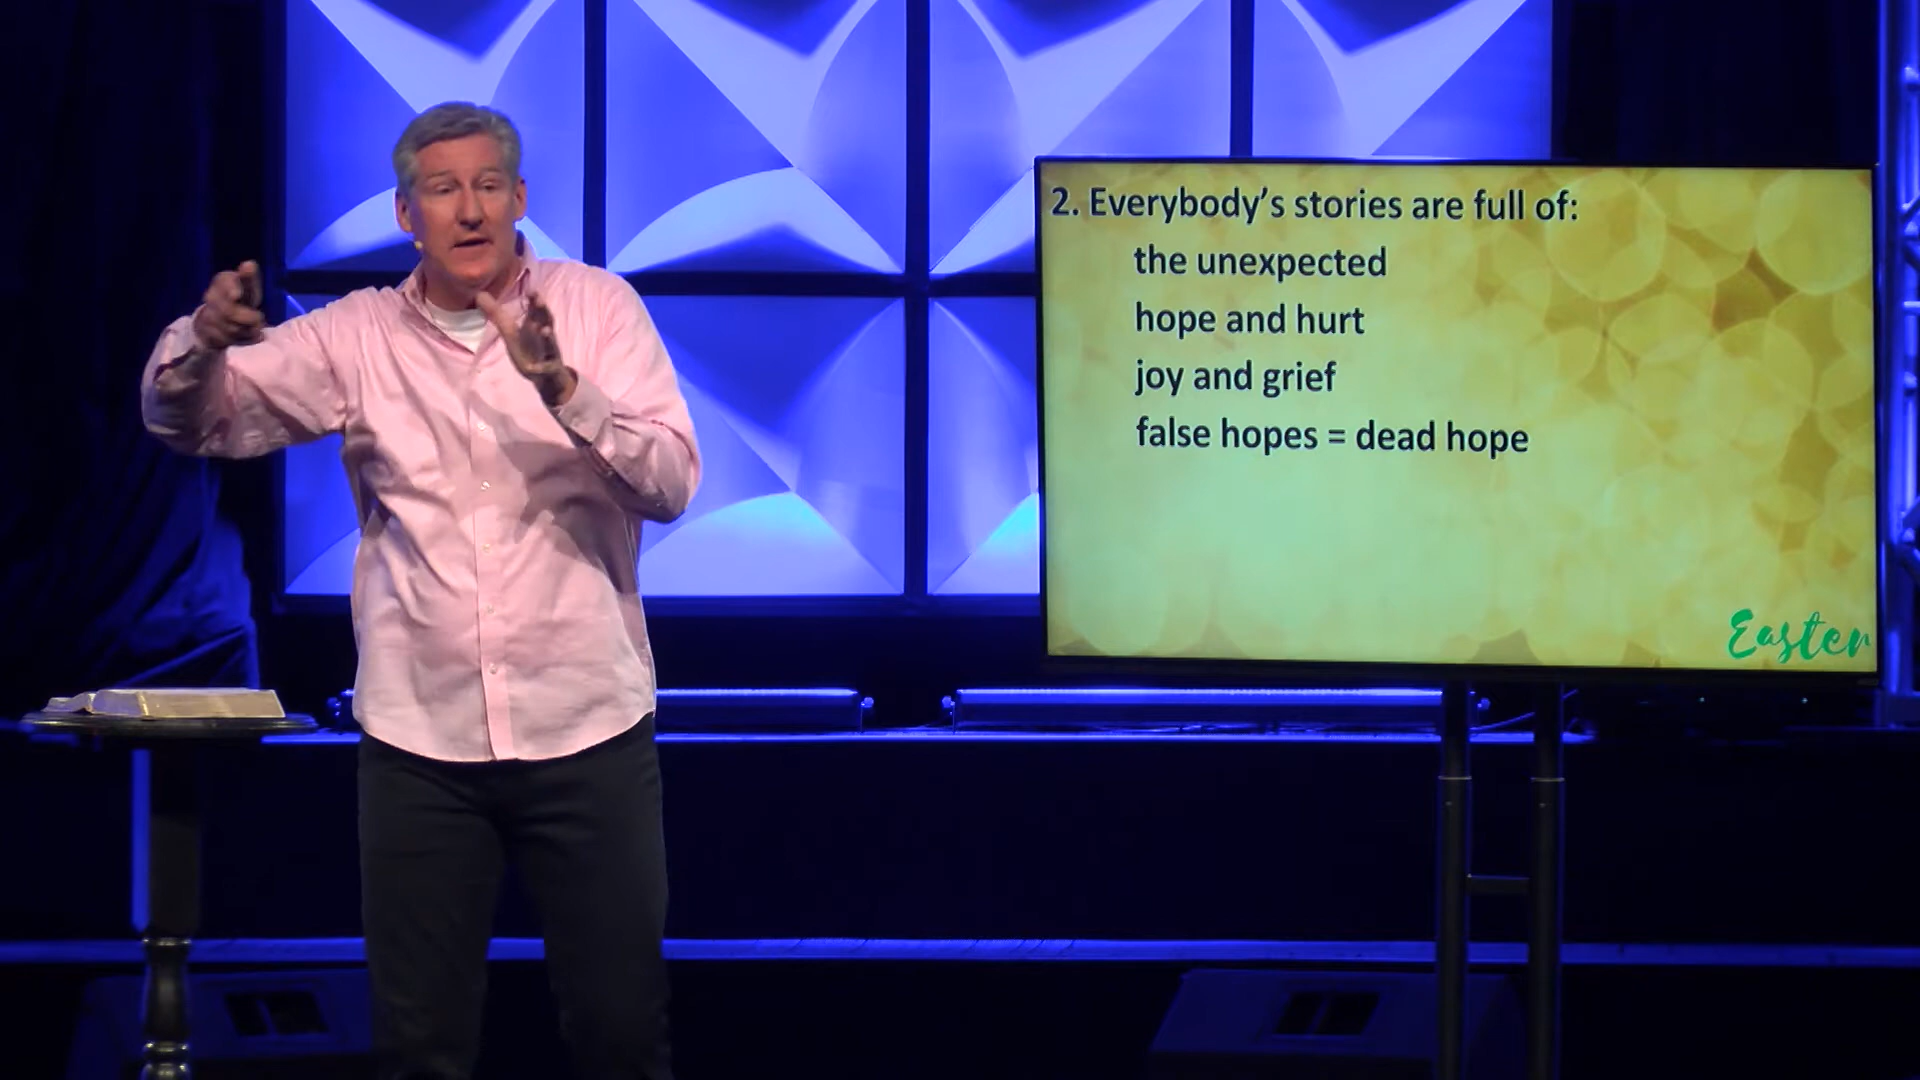 2. Everybody's stories are full of:
the unexpected
hope and hurt
joy and grief
false hopes = dead hope
Easter